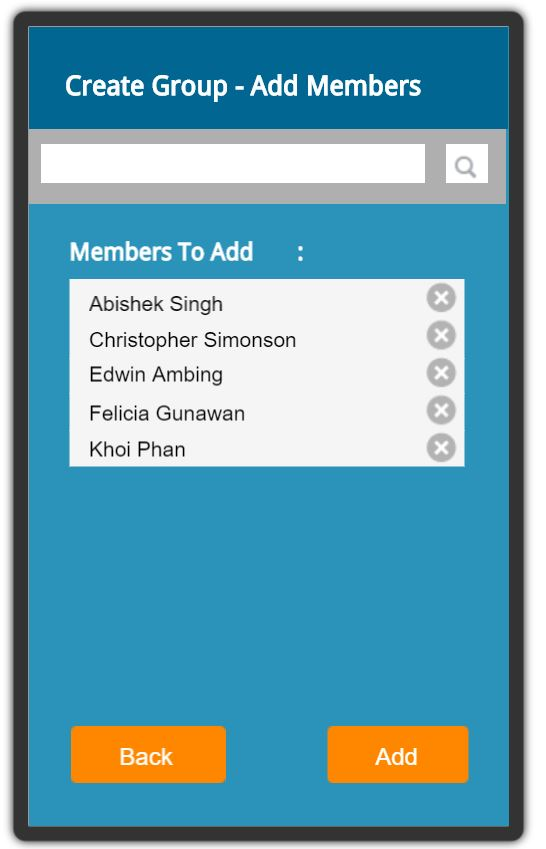 Create Group - Add Members
Members To Add :
Abishek Singh
Christopher Simonson
Edwin Ambing
Felicia Gunawan
Khoi Phan
Back Add